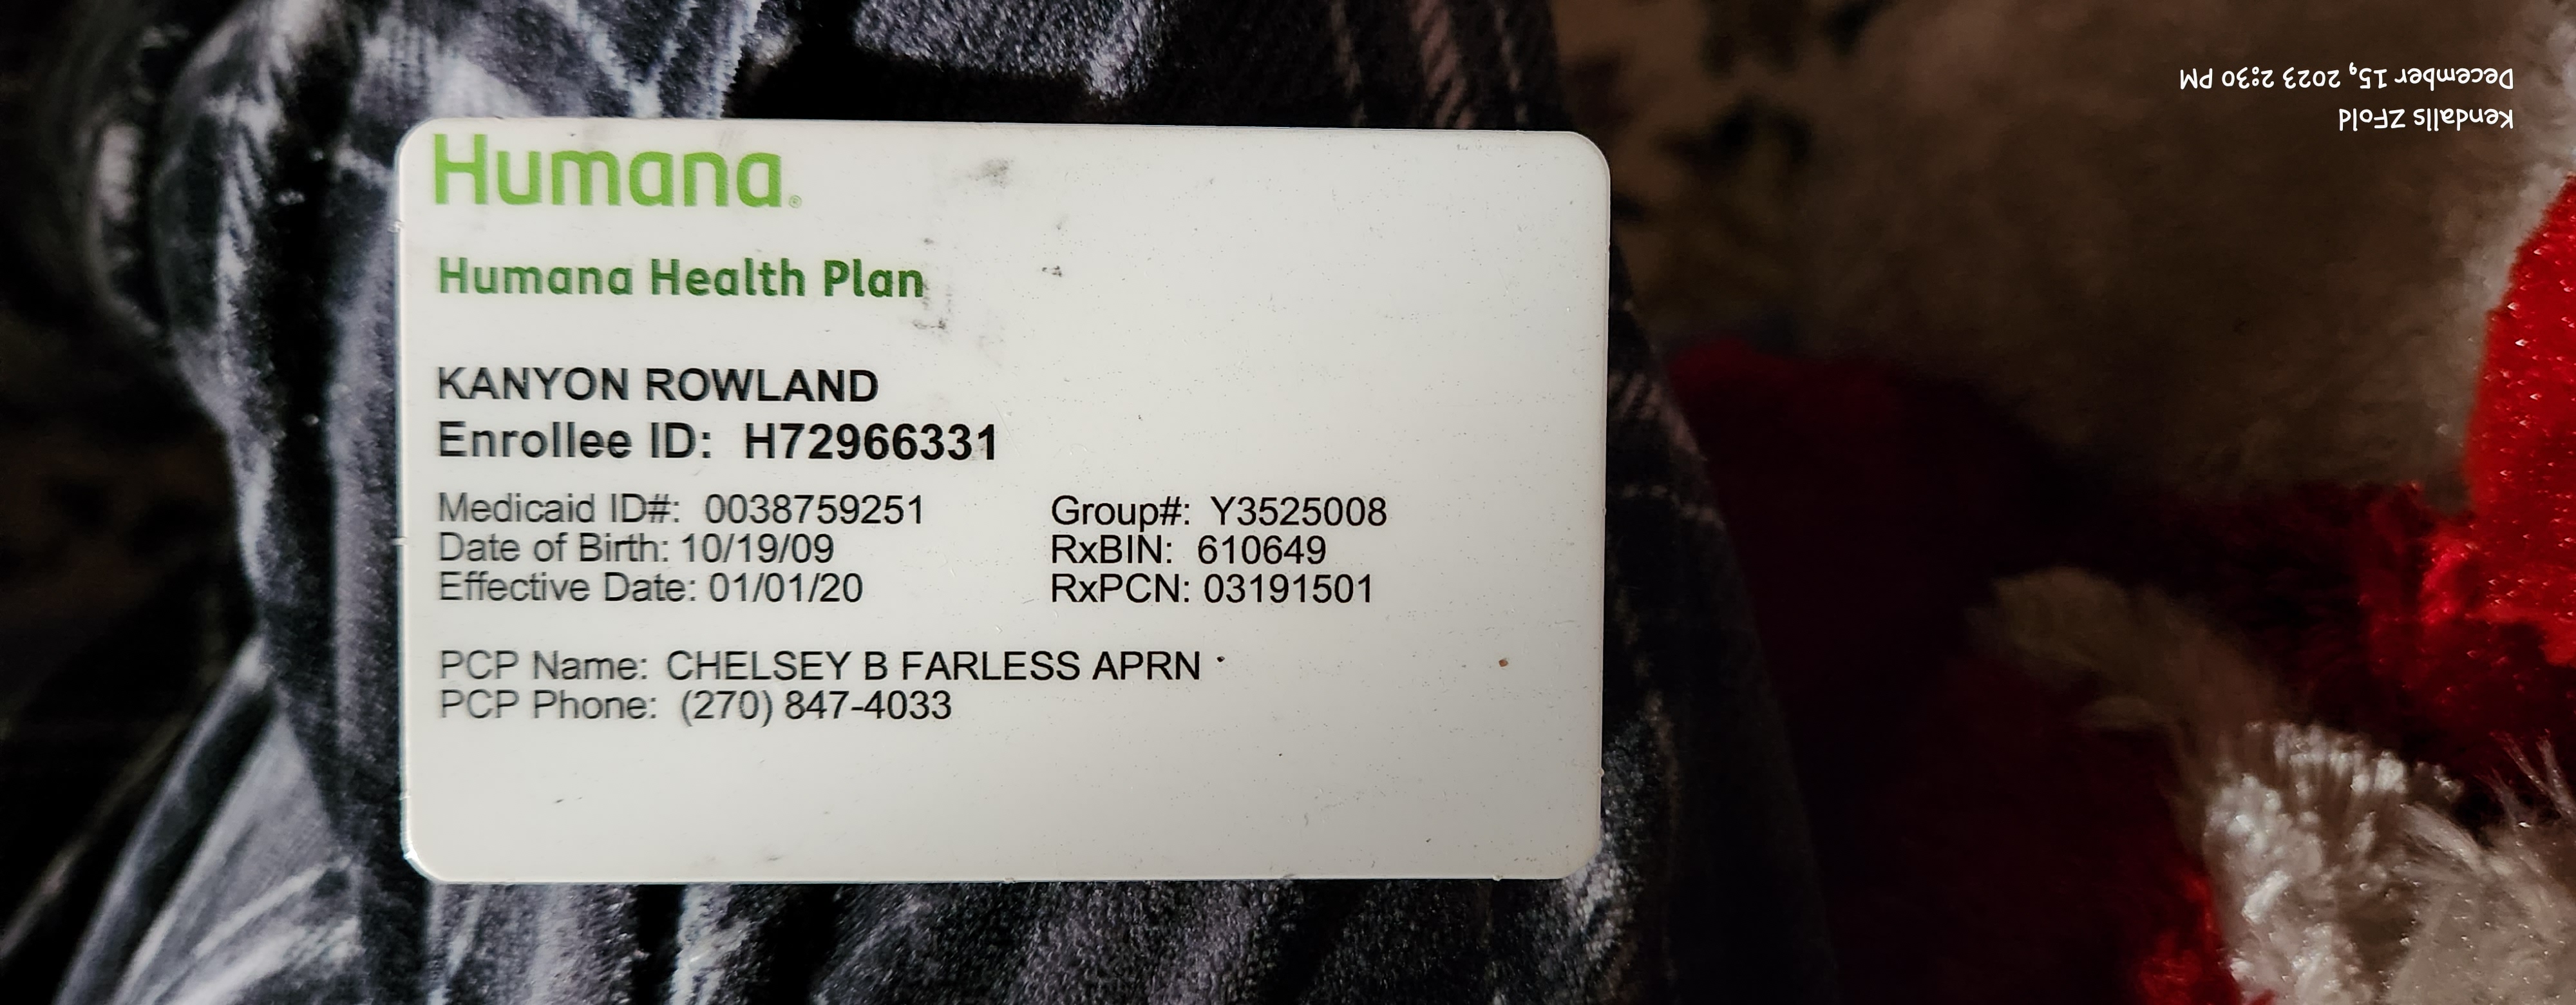 Humana®
Humana Health Plan
KANYON ROWLAND
Enrollee ID: H72966331
Medicaid ID#: 0038759251 Group#: Y3525008
Date of Birth: 10/19/09 RxBIN: 610649
Effective Date: 01/01/20 RxPCN: 03191501
PCP Name: CHELSEY B FARLESS APRN
PCP Phone: (270) 847-4033
Kendalls ZFold
December 15, 2023 2:30 PM